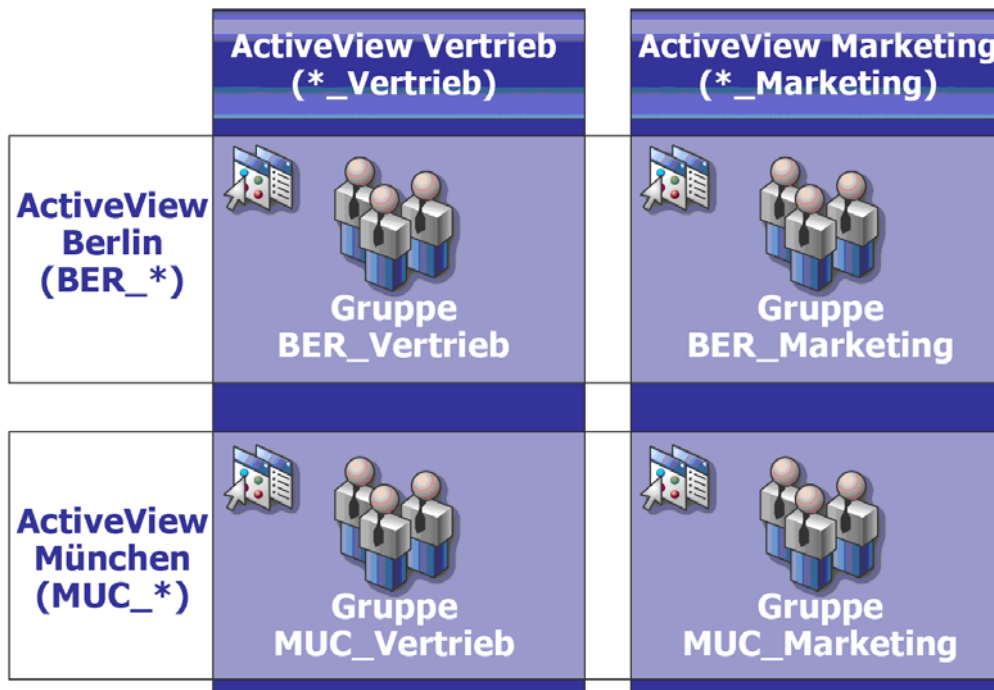 ActiveView Vertrieb
(*_Vertrieb)
ActiveView Marketing
(*_Marketing)
ActiveView
Berlin
(BER_*)
Gruppe
BER_Vertrieb
Gruppe
BER_Marketing
ActiveView
München
(MUC_*)
Gruppe
MUC_Vertrieb
Gruppe
MUC_Marketing